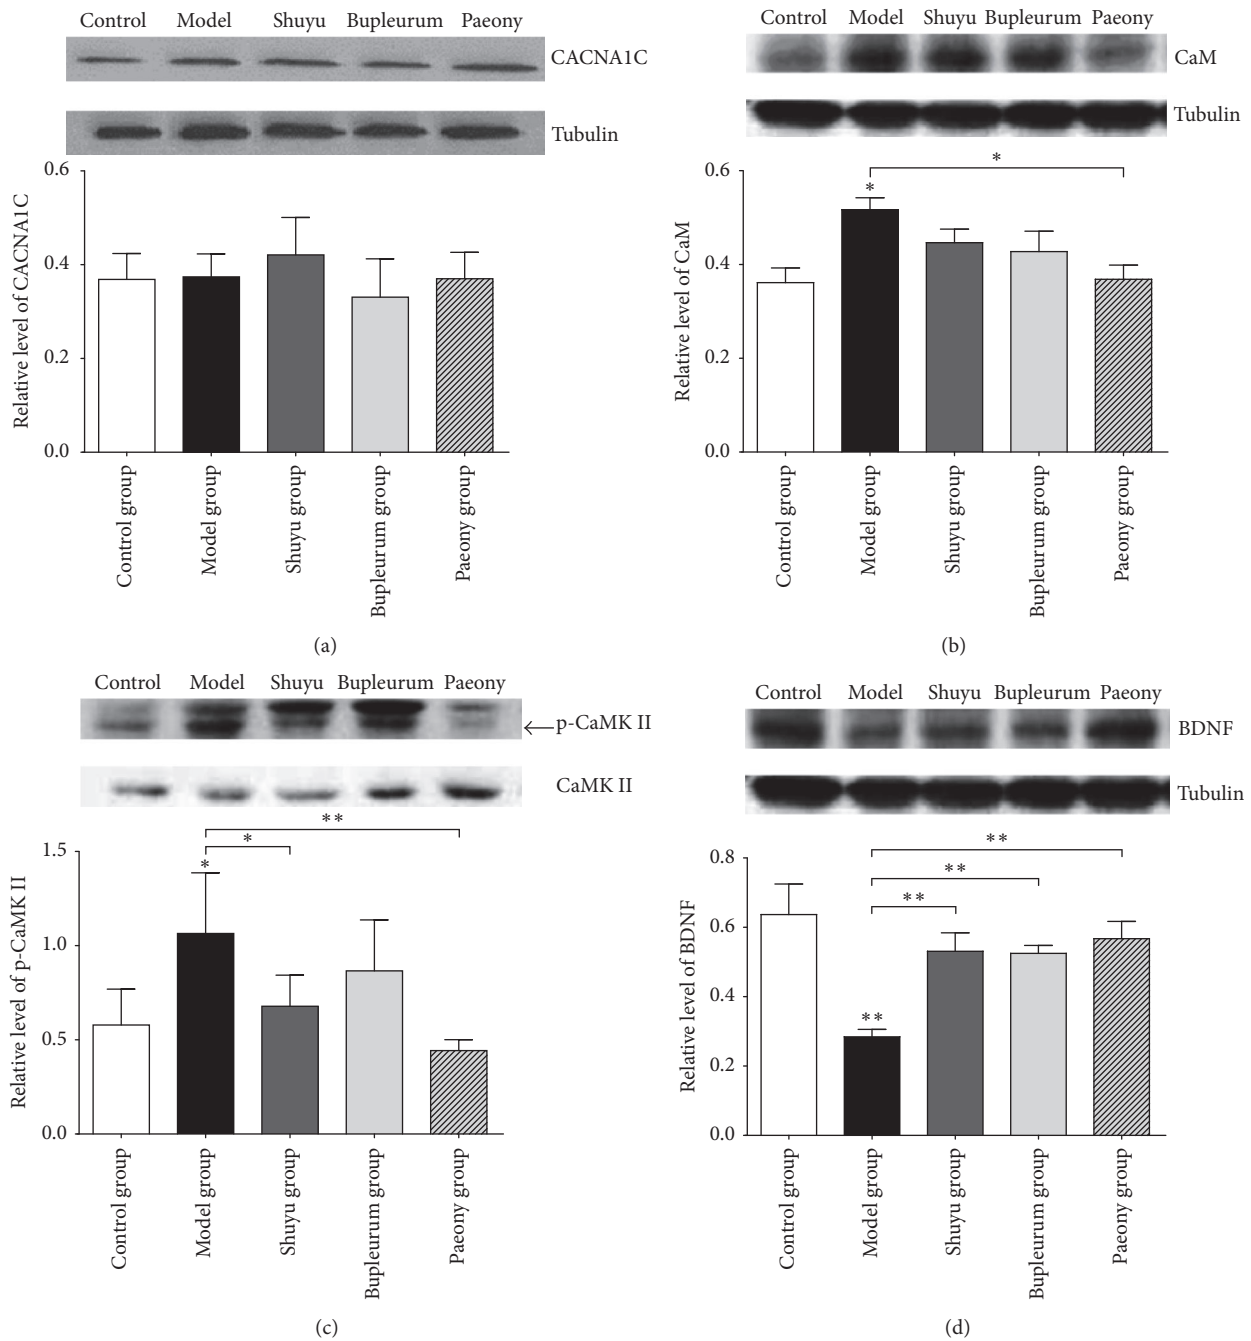 Control Model Shuyu Bupleurum Paeony
CACNA1C
Tubulin
Relative level of CACNA1C
0.6
0.4
0.2
0.0
Control group
Model group
Shuyu group
Bupleurum group
Paeony group
(a)
Control Model Shuyu Bupleurum Paeony
CaM
Tubulin
Relative level of CaM
0.6
0.4
0.2
0.0
*
*
Control group
Model group
Shuyu group
Bupleurum group
Paeony group
(b)
Control Model Shuyu Bupleurum Paeony
p-CaMK II
CaMK II
Relative level of p-CaMK II
1.5
1.0
0.5
0.0
**
*
*
Control group
Model group
Shuyu group
Bupleurum group
Paeony group
(c)
Control Model Shuyu Bupleurum Paeony
BDNF
Tubulin
Relative level of BDNF
0.8
0.6
0.4
0.2
0.0
**
**
**
**
Control group
Model group
Shuyu group
Bupleurum group
Paeony group
(d)